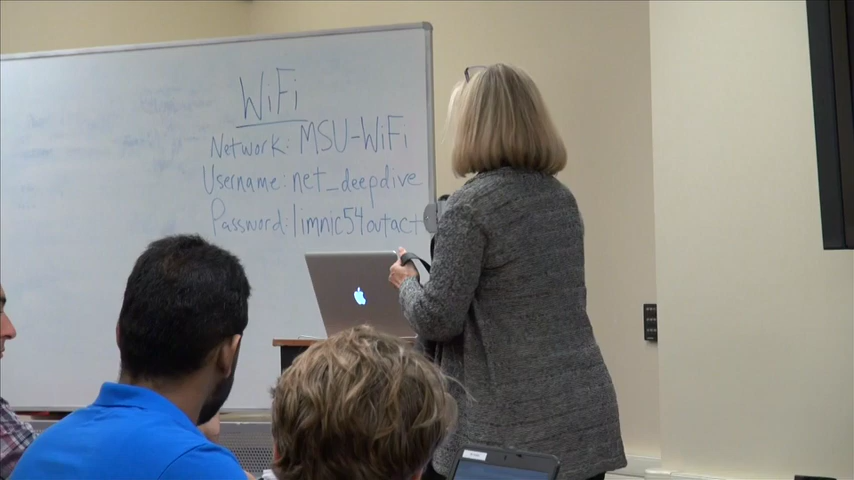 WiFi
Network: MSU-WiFi
Username: net_deepdive
Password: limnic54outact